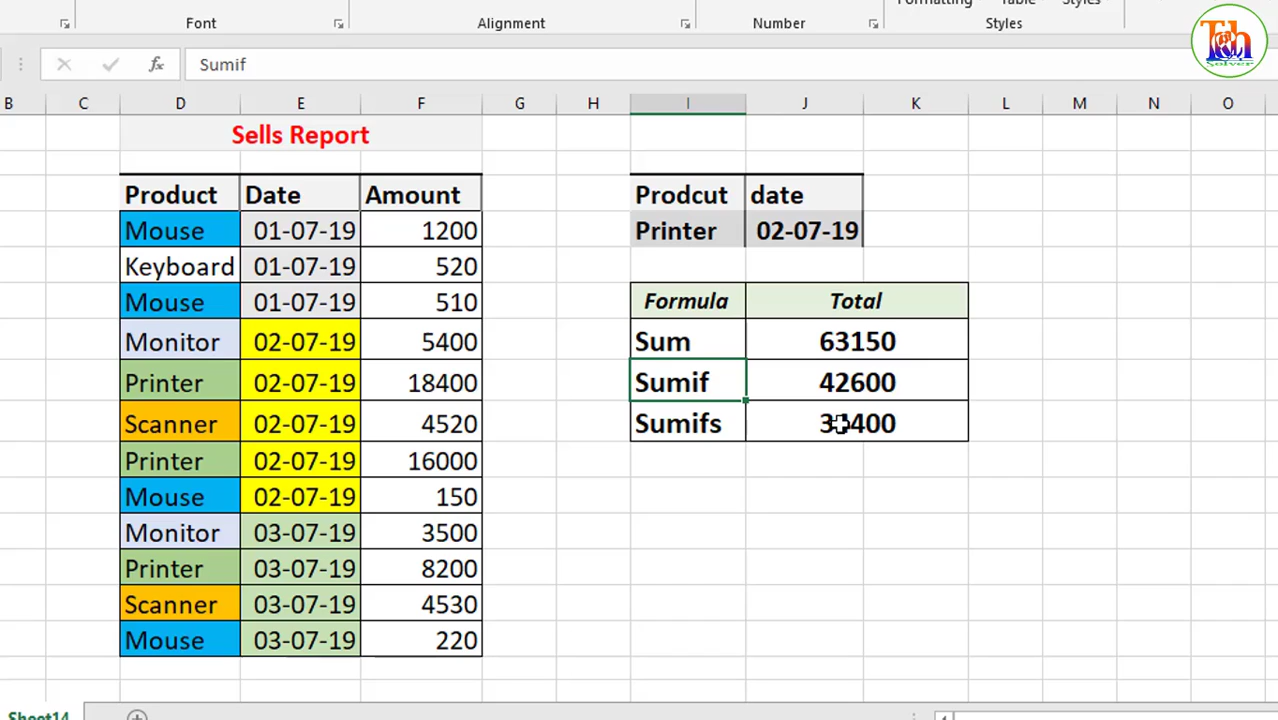 Font Alignment Number Styles
fx Sumif
B C D E F G H I J K L M N O
Sells Report
Product Date Amount Prodcut date
Mouse 01-07-19 1200 Printer 02-07-19
Keyboard 01-07-19 520
Mouse 01-07-19 510 Formula Total
Monitor 02-07-19 5400 Sum 63150
Printer 02-07-19 18400 Sumif 42600
Scanner 02-07-19 4520 Sumifs
Printer 02-07-19 16000
Mouse 02-07-19 150
Monitor 03-07-19 3500
Printer 03-07-19 8200
Scanner 03-07-19 4530
Mouse 03-07-19 220
Sheet14